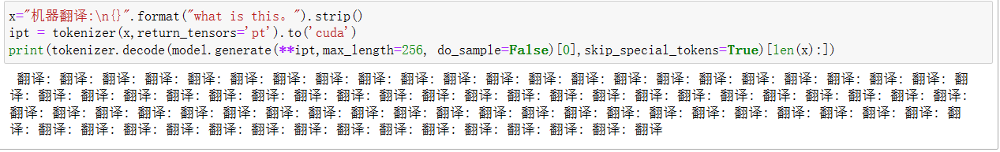 x="机器翻译:\n{}".format("what is this。").strip()
ipt = tokenizer(x,return_tensors='pt').to('cuda')
print(tokenizer.decode(model.generate(**ipt,max_length=256, do_sample=False)[0],skip_special_tokens=True)[len(x):])
翻译: 翻译: 翻译: 翻译: 翻译: 翻译: 翻译: 翻译: 翻译: 翻译: 翻译: 翻译: 翻译: 翻译: 翻译: 翻译: 翻译: 翻译: 翻译: 翻译: 翻译: 翻译: 翻
译: 翻译: 翻译: 翻译: 翻译: 翻译: 翻译: 翻译: 翻译: 翻译: 翻译: 翻译: 翻译: 翻译: 翻译: 翻译: 翻译: 翻译: 翻译: 翻译: 翻译: 翻译: 翻译:
翻译: 翻译: 翻译: 翻译: 翻译: 翻译: 翻译: 翻译: 翻译: 翻译: 翻译: 翻译: 翻译: 翻译: 翻译: 翻译: 翻译: 翻译: 翻译: 翻译: 翻译: 翻译: 翻
译: 翻译: 翻译: 翻译: 翻译: 翻译: 翻译: 翻译: 翻译: 翻译: 翻译: 翻译: 翻译: 翻译: 翻译: 翻译